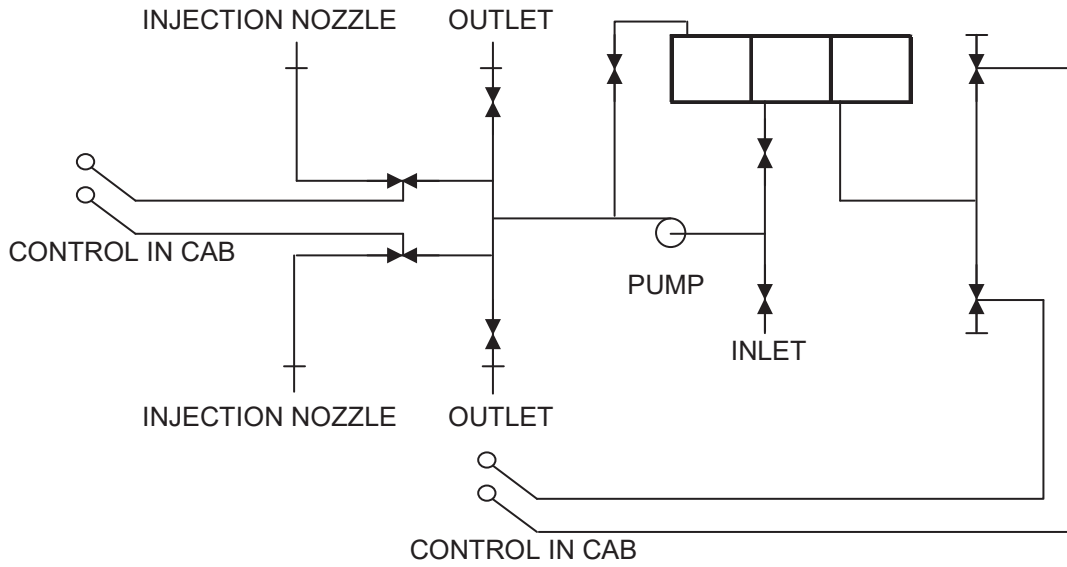 INJECTION NOZZLE
OUTLET
CONTROL IN CAB
PUMP
INLET
INJECTION NOZZLE
OUTLET
CONTROL IN CAB